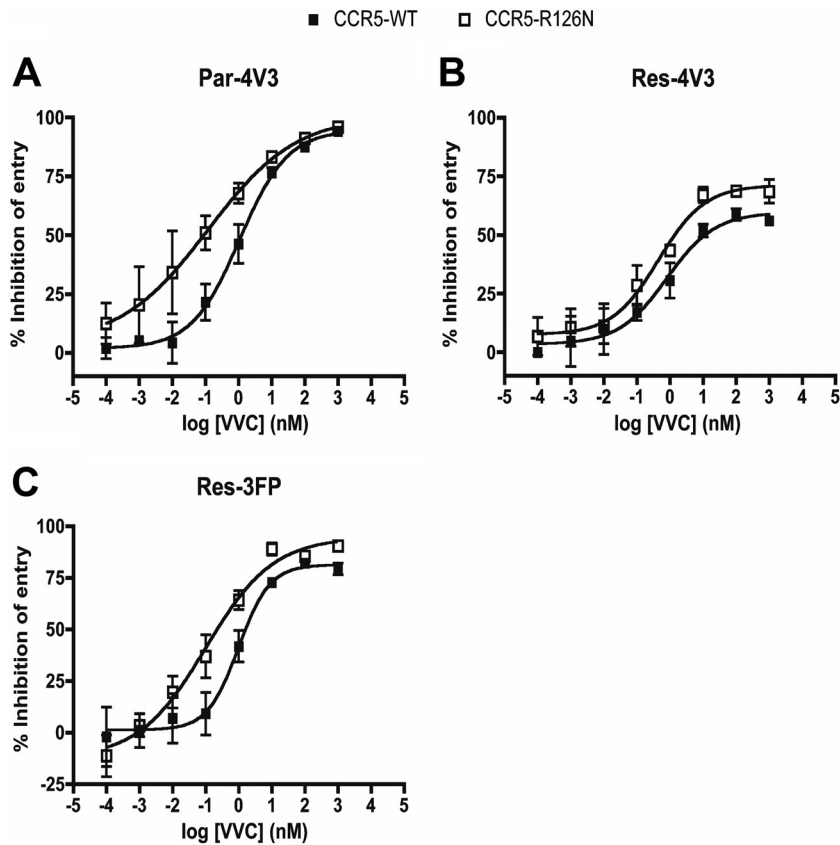 ■ CCR5-WT □ CCR5-R126N
A
Par-4V3
% Inhibition of entry
100
75
50
25
0
-5 -4 -3 -2 -1 0 1 2 3 4 5
log [VVC] (nM)
B
Res-4V3
% Inhibition of entry
100
75
50
25
0
-5 -4 -3 -2 -1 0 1 2 3 4 5
log [VVC] (nM)
C
Res-3FP
% Inhibition of entry
100
75
50
25
0
-25
-5 -4 -3 -2 -1 0 1 2 3 4 5
log [VVC] (nM)